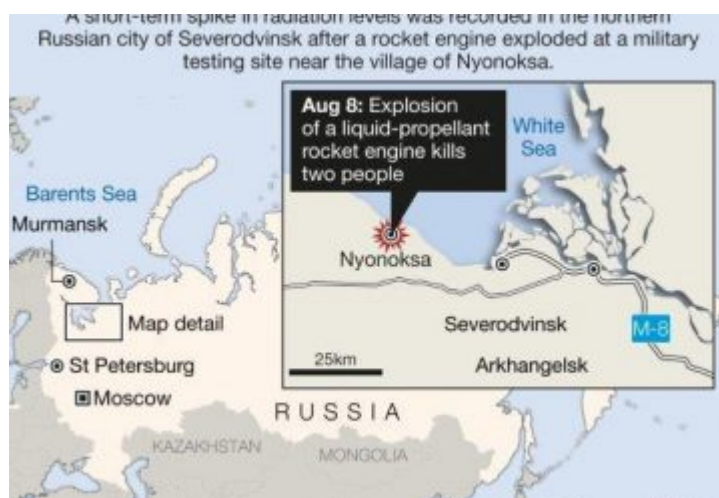 A short-term spike in radiation levels was recorded in the northern
Russian city of Severodvinsk after a rocket engine exploded at a military
testing site near the village of Nyonoksa.
Aug 8: Explosion
of a liquid-propellant
rocket engine kills
two people
White
Sea
Barents Sea
Murmansk
Nyonoksa
Map detail
Severodvinsk
M-8
25km
Arkhangelsk
St Petersburg
Moscow
RUSSIA
KAZAKHSTAN
MONGOLIA